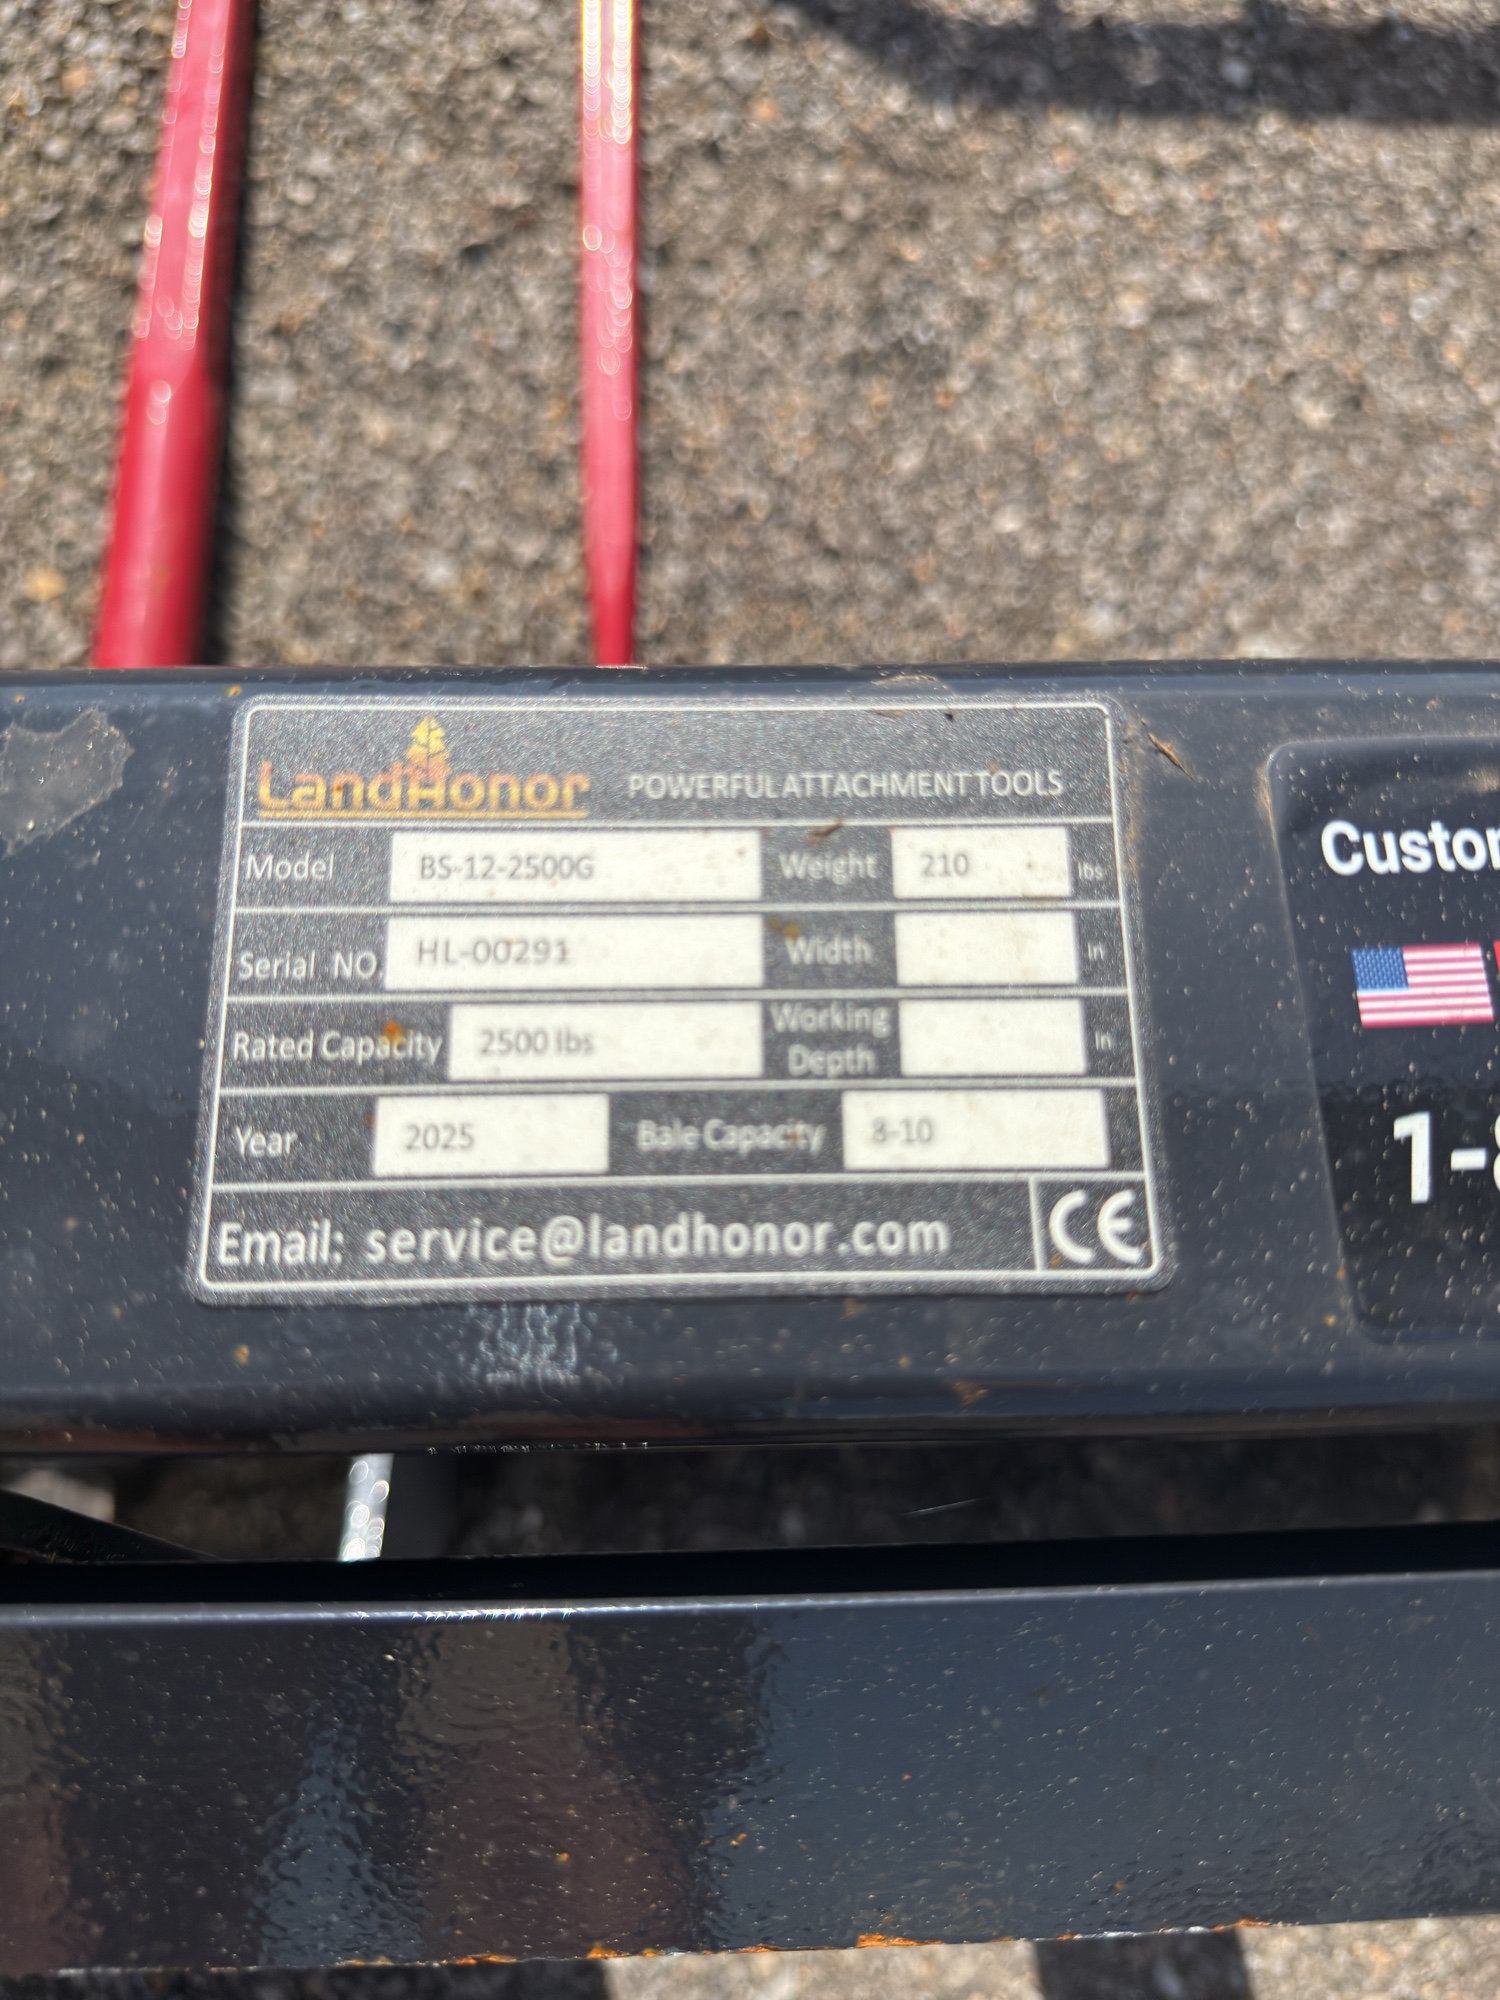 LandHonor POWERFUL ATTACHMENT TOOLS
Model BS-12-2500G Weight 210 lbs
Serial NO. HL-00291 Width in
Rated Capacity 2500 lbs Working Depth in
Year 2025 Bale Capacity 8-10
Email: service@landhonor.com CE
Custom
1-8